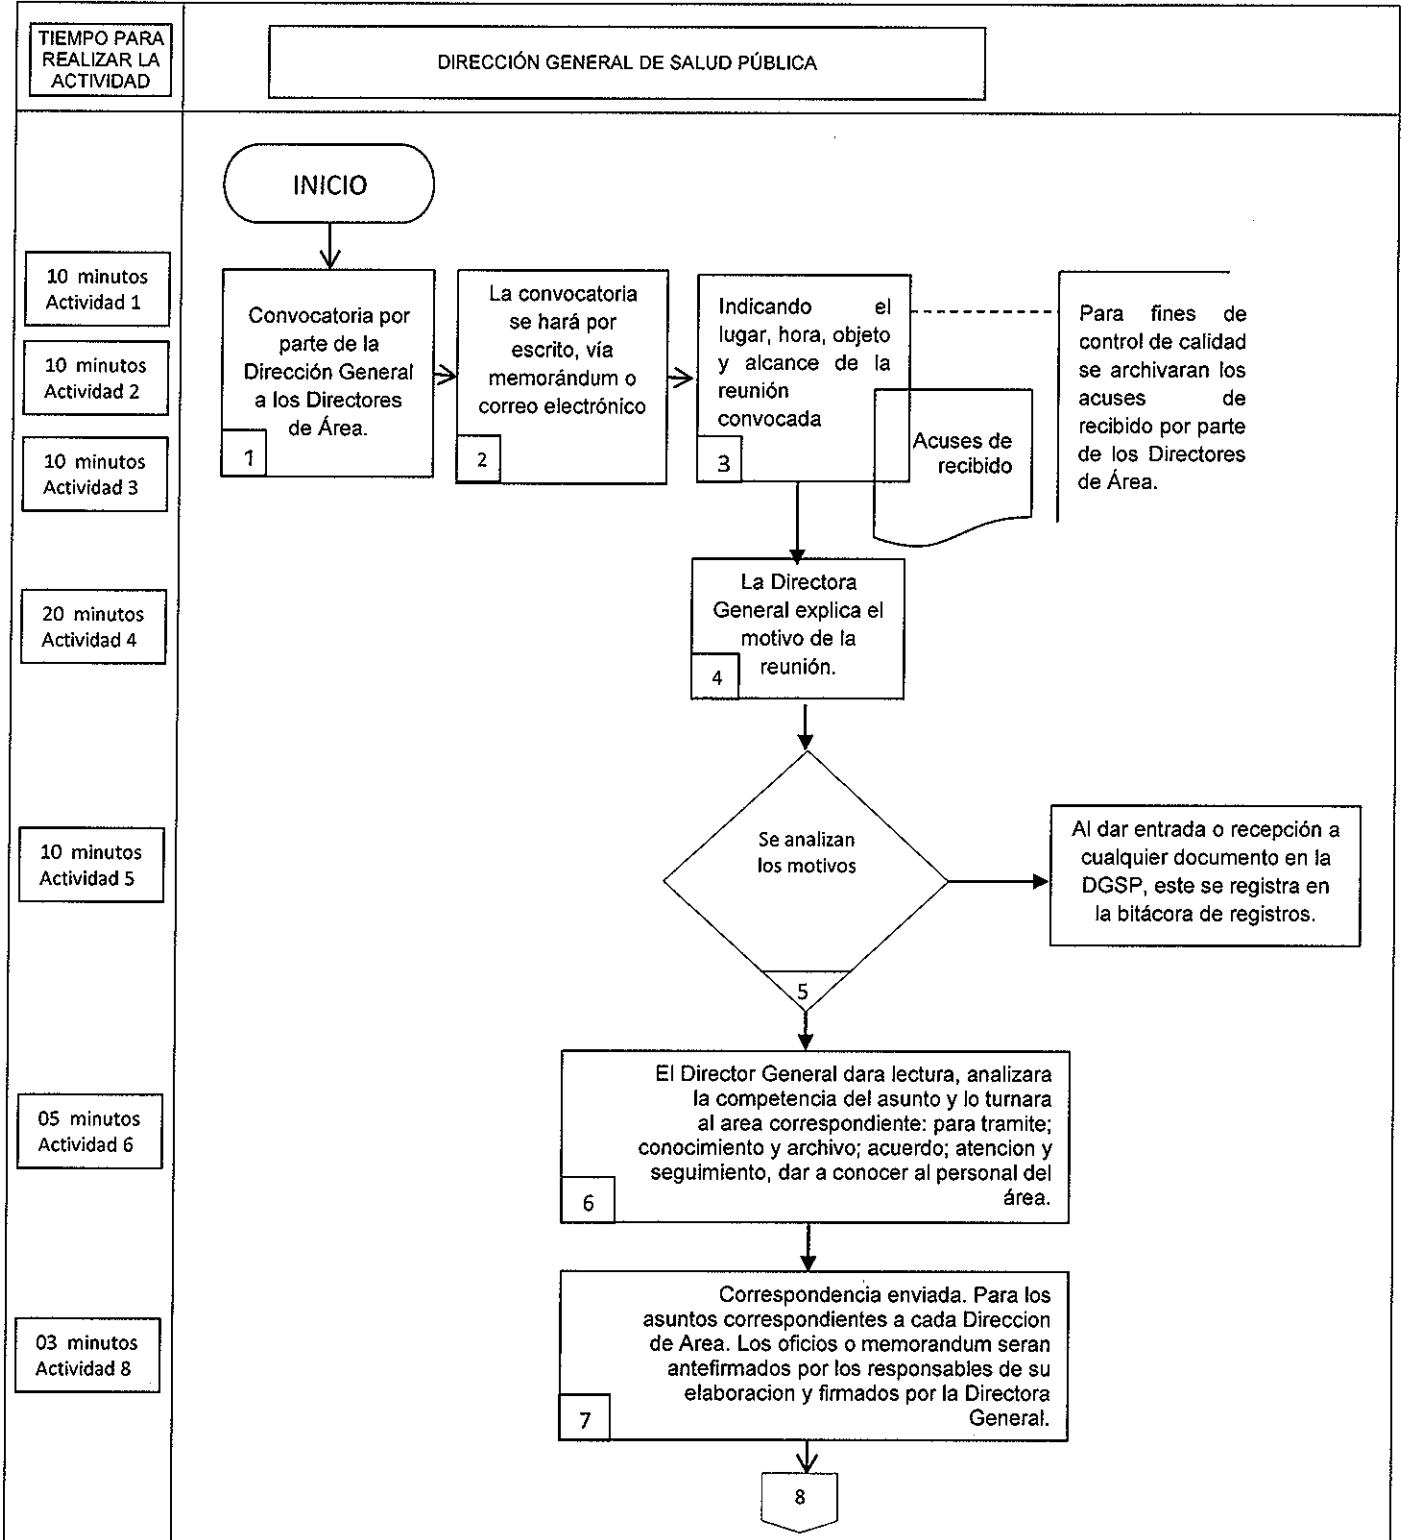 TIEMPO PARA
REALIZAR LA
ACTIVIDAD
DIRECCIÓN GENERAL DE SALUD PÚBLICA
INICIO
10 minutos
Actividad 1
10 minutos
Actividad 2
10 minutos
Actividad 3
Convocatoria por
parte de la
Dirección General
a los Directores
de Área.
1
La convocatoria
se hará por
escrito, vía
memorándum o
correo electrónico
2
Indicando el
lugar, hora, objeto
y alcance de la
reunión
convocada
3
Acuses de
recibido
Para fines de
control de calidad
se archivaran los
acuses de
recibido por parte
de los Directores
de Área.
20 minutos
Actividad 4
La Directora
General explica el
motivo de la
reunión.
4
10 minutos
Actividad 5
Se analizan
los motivos
5
Al dar entrada o recepción a
cualquier documento en la
DGSP, este se registra en
la bitácora de registros.
05 minutos
Actividad 6
El Director General dara lectura, analizara
la competencia del asunto y lo turnara
al area correspondiente: para tramite;
conocimiento y archivo; acuerdo; atencion y
seguimiento, dar a conocer al personal del
área.
6
03 minutos
Actividad 8
Correspondencia enviada. Para los
asuntos correspondientes a cada Direccion
de Area. Los oficios o memorandum seran
antefirmados por los responsables de su
elaboracion y firmados por la Directora
General.
7
8